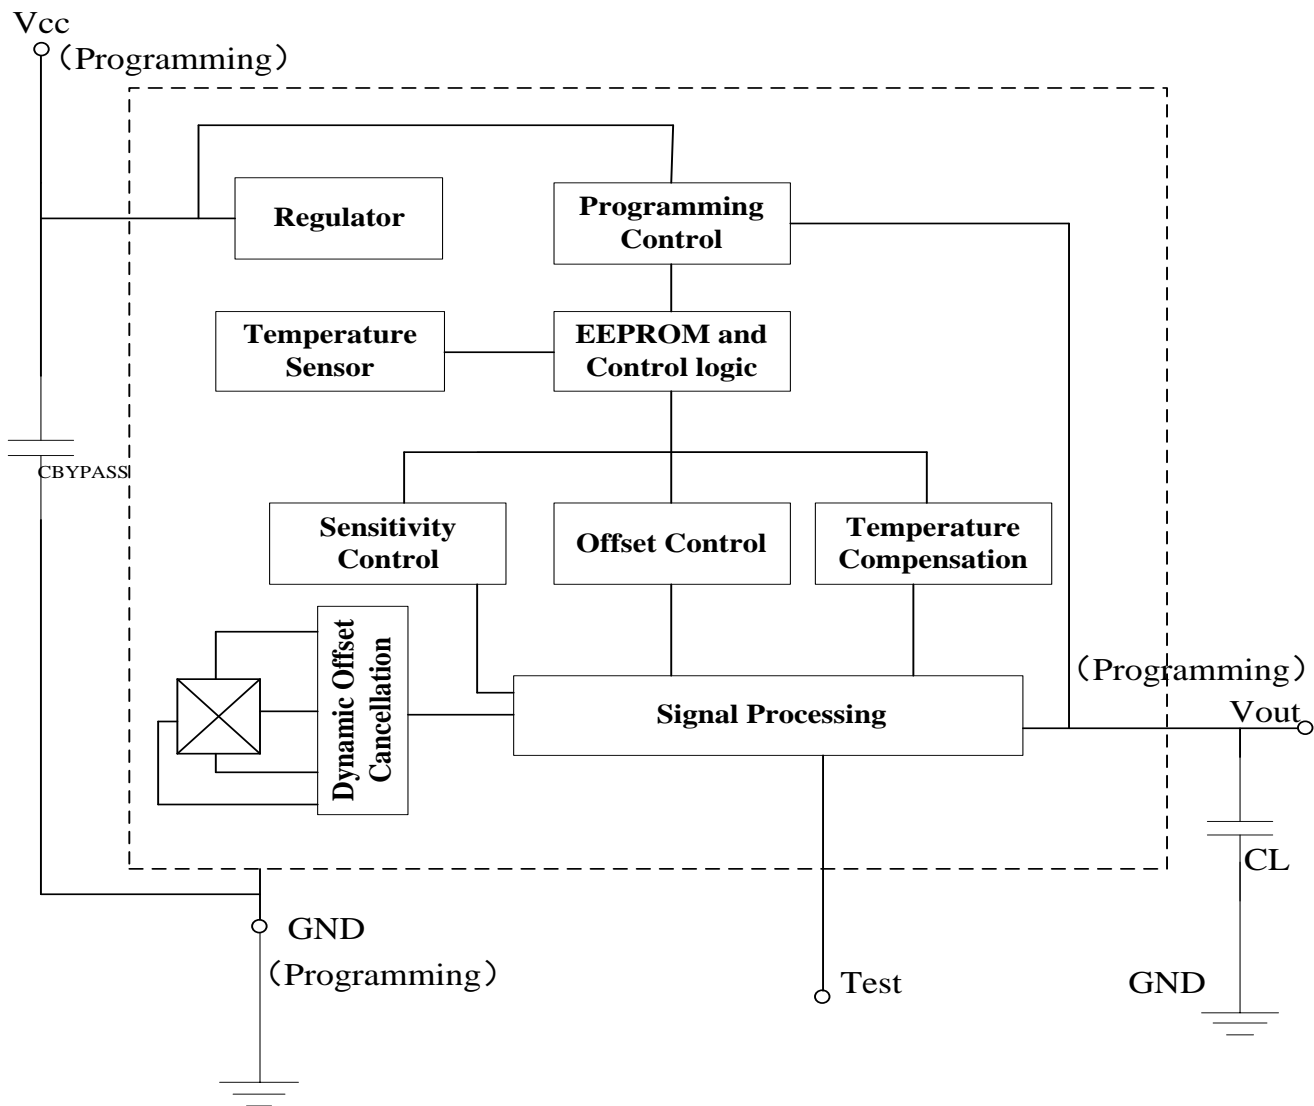 Vcc
（Programming）
Regulator
Programming
Control
Temperature
Sensor
EEPROM and
Control logic
CBYPASS
Sensitivity
Control
Offset Control
Temperature
Compensation
Dynamic Offset
Cancellation
Signal Processing
（Programming）
Vout
CL
GND
（Programming）
Test
GND